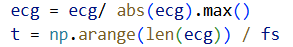 ecg = ecg/ abs(ecg).max()
t = np.arange(len(ecg)) / fs